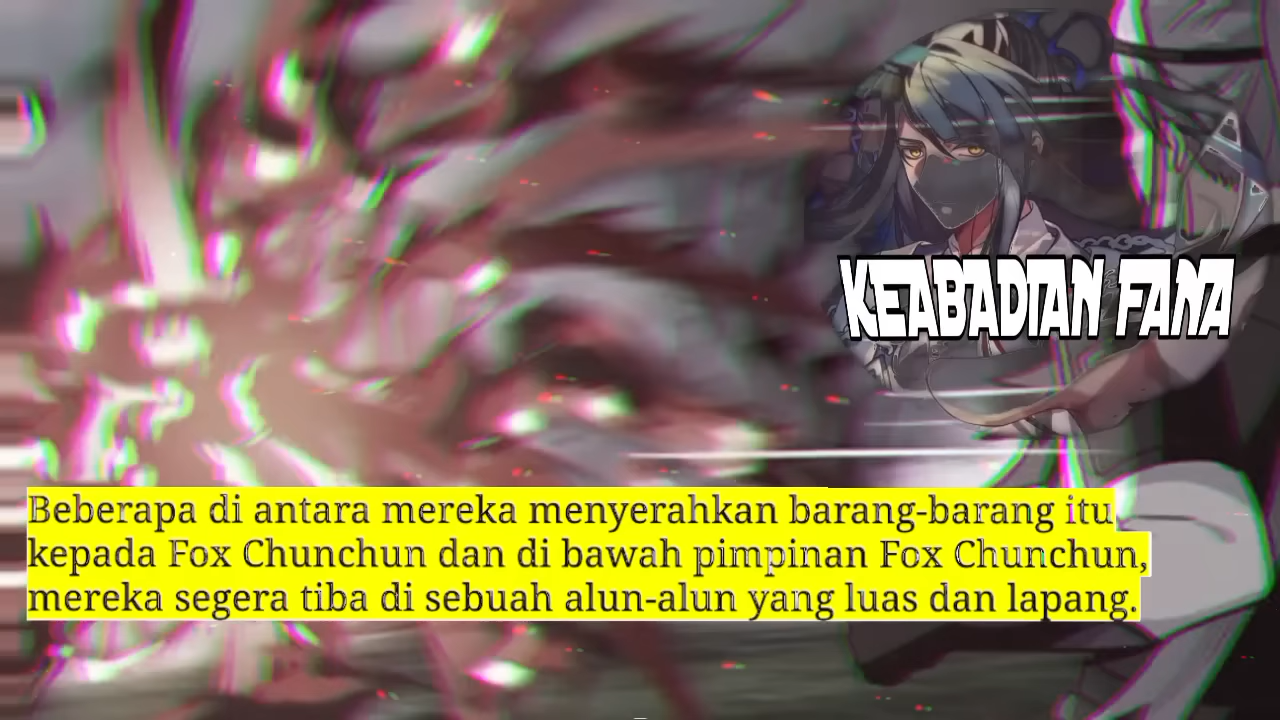 KEABADIAN FANA
Beberapa di antara mereka menyerahkan barang-barang itu
kepada Fox Chunchun dan di bawah pimpinan Fox Chunchun,
mereka segera tiba di sebuah alun-alun yang luas dan lapang.